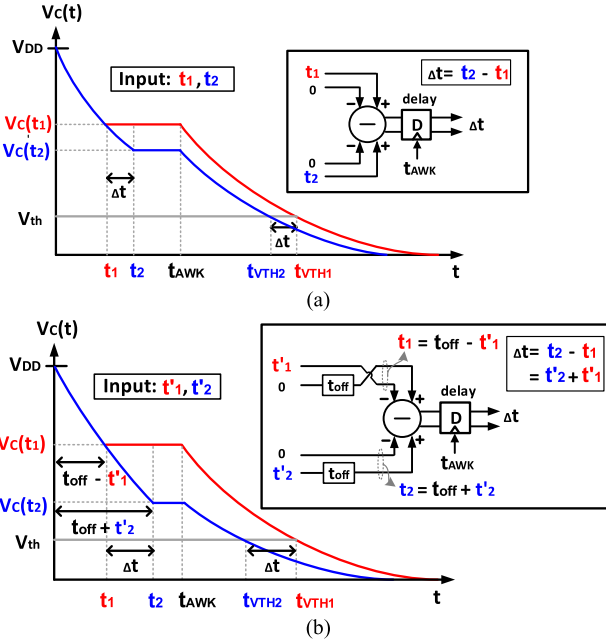 Vc(t)
VDD
Input: t1, t2
Δt= t2 - t1
t1
0
delay
− +
−
D
Δt
− +
0
t2
tAWK
Vc(t1)
Vc(t2)
Δt
Vth
Δt
t1 t2 tAWK tVTH2 tVTH1 t
(a)
Vc(t)
VDD
Input: t'1, t'2
t1 = toff - t'1
Δt= t2 - t1
= t'2 + t'1
t'1
0
toff
delay
− +
−
D
Δt
− +
0
t'2
toff
tAWK
t2 = toff + t'2
Vc(t1)
toff - t'1
Vc(t2)
toff + t'2
Vth
Δt
Δt
t1 t2 tAWK tVTH2 tVTH1 t
(b)